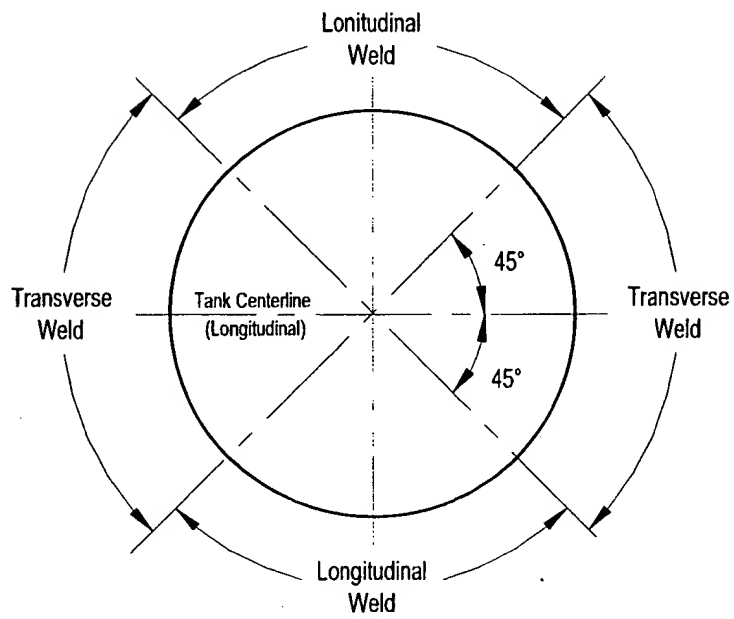 Lonitudinal
Weld
45°
Transverse
Weld
Tank Centerline
(Longitudinal)
Transverse
Weld
45°
Longitudinal
Weld